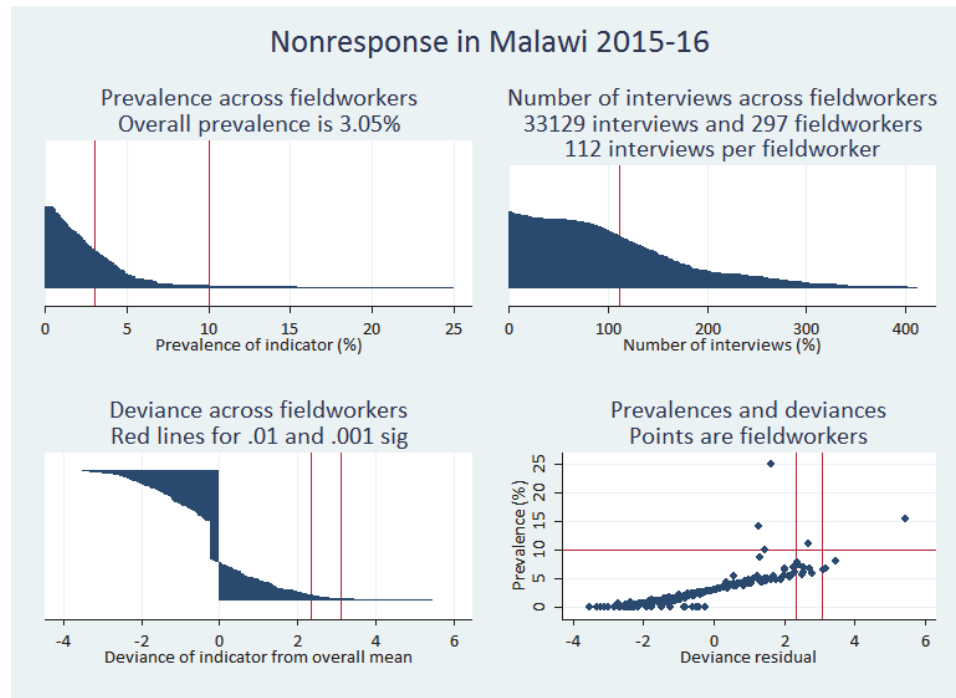 Nonresponse in Malawi 2015-16
Prevalence across fieldworkers
Overall prevalence is 3.05%
0 5 10 15 20 25
Prevalence of indicator (%)
Number of interviews across fieldworkers
33129 interviews and 297 fieldworkers
112 interviews per fieldworker
0 100 200 300 400
Number of interviews (%)
Deviance across fieldworkers
Red lines for .01 and .001 sig
-4 -2 0 2 4 6
Deviance of indicator from overall mean
Prevalences and deviances
Points are fieldworkers
Prevalence (%)
25
20
15
10
5
0
-4 -2 0 2 4 6
Deviance residual